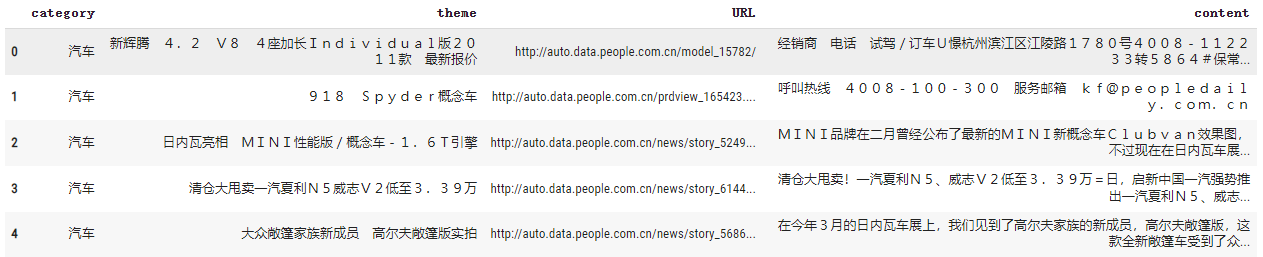 category theme URL content
0 汽车 新辉腾　４．２　Ｖ８　４座加长Ｉｎｄｉｖｉｄｕａｌ版２０１１款　最新报价 http://auto.data.people.com.cn/model_15782/ 经销商　电话　试驾／订车Ｕ憬杭州滨江区江陵路１７８０号４００８－１１２２３３转５８６４＃保常...
1 汽车 ９１８　Ｓｐｙｄｅｒ概念车 http://auto.data.people.com.cn/prdview_165423.... 呼叫热线　４００８－１００－３００　服务邮箱　ｋｆ＠ｐｅｏｐｌｅｄａｉｌｙ．ｃｏｍ．ｃｎ
2 汽车 日内瓦亮相　ＭＩＮＩ性能版／概念车－１．６Ｔ引擎 http://auto.data.people.com.cn/news/story_5249... ＭＩＮＩ品牌在二月曾经公布了最新的ＭＩＮＩ新概念车Ｃｌｕｂｖａｎ效果图，不过现在在日内瓦车展...
3 汽车 清仓大甩卖一汽夏利Ｎ５威志Ｖ２低至３．３９万 http://auto.data.people.com.cn/news/story_6144... 清仓大甩卖！一汽夏利Ｎ５、威志Ｖ２低至３．３９万＝日，启新中国一汽强势推出一汽夏利Ｎ５、威志...
4 汽车 大众敞篷家族新成员　高尔夫敞篷版实拍 http://auto.data.people.com.cn/news/story_5686... 在今年３月的日内瓦车展上，我们见到了高尔夫家族的新成员，高尔夫敞篷版，这款全新敞篷车受到了众...